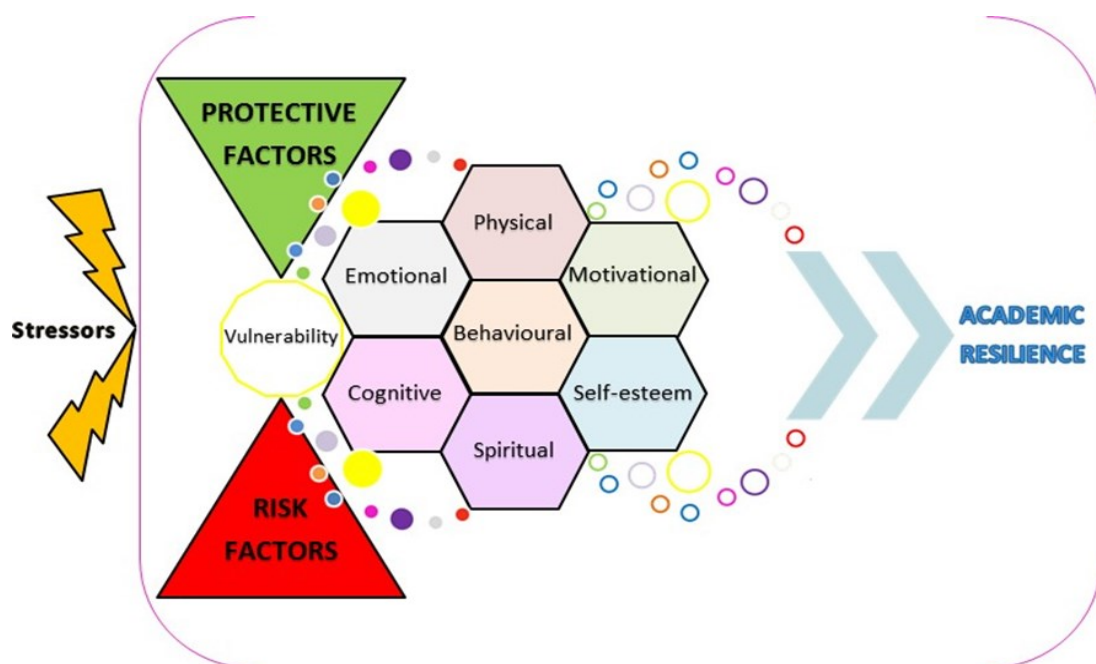 Stressors
PROTECTIVE
FACTORS
Vulnerability
RISK
FACTORS
Emotional
Cognitive
Physical
Behavioural
Spiritual
Motivational
Self-esteem
ACADEMIC
RESILIENCE